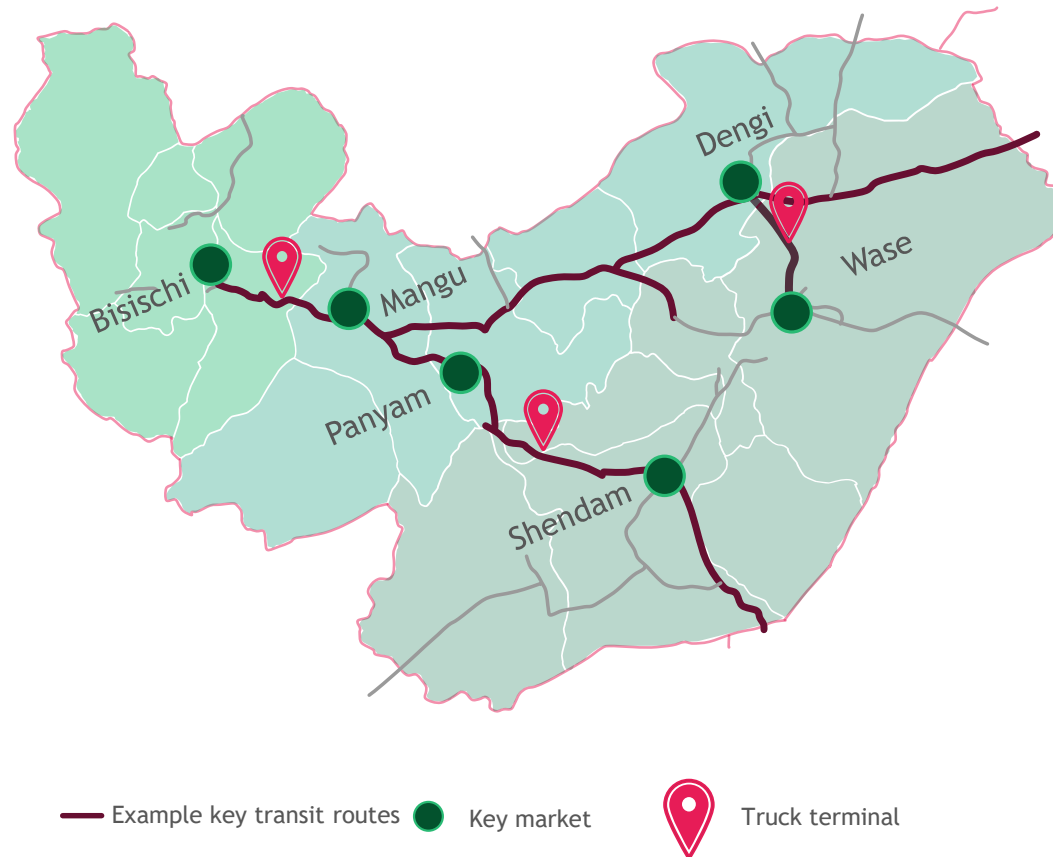 Dengi
Wase
Bisischi
Mangu
Panyam
Shendam
Example key transit routes
Key market
Truck terminal